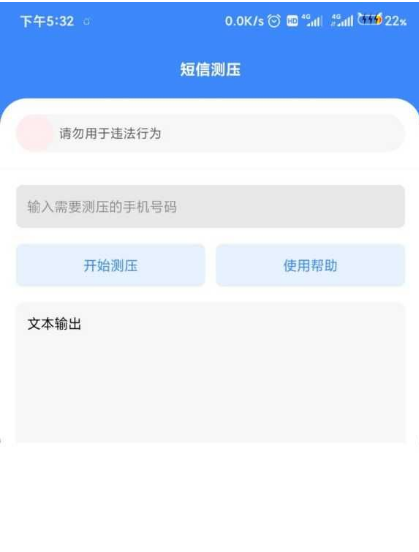 下午5:32
0.0K/s HD 4G 4G 22%
短信测压
请勿用于违法行为
输入需要测压的手机号码
开始测压 使用帮助
文本输出